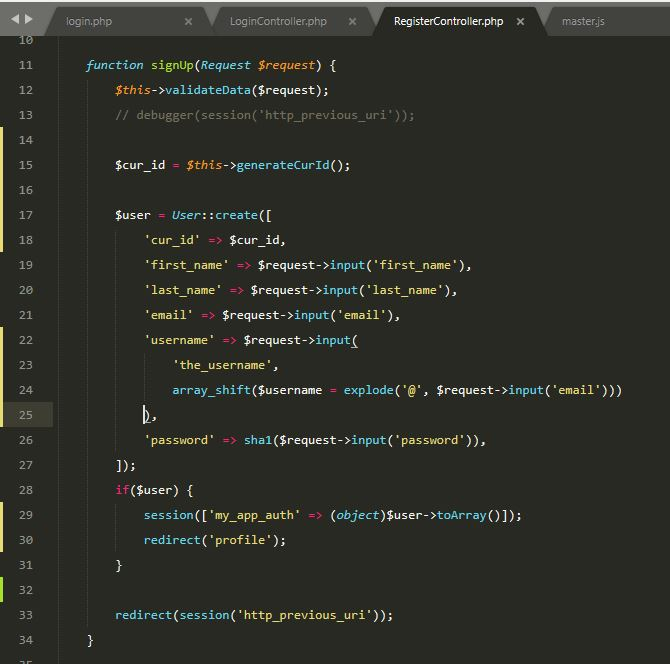 login.php × LoginController.php × RegisterController.php × master.js
10
11 function signUp(Request $request) {
12 $this->validateData($request);
13 // debugger(session('http_previous_uri'));
14
15 $cur_id = $this->generateCurId();
16
17 $user = User::create([
18 'cur_id' => $cur_id,
19 'first_name' => $request->input('first_name'),
20 'last_name' => $request->input('last_name'),
21 'email' => $request->input('email'),
22 'username' => $request->input(
23 'the_username',
24 array_shift($username = explode('@', $request->input('email')))
25 ),
26 'password' => sha1($request->input('password')),
27 ]);
28 if($user) {
29 session(['my_app_auth' => (object)$user->toArray()]);
30 redirect('profile');
31 }
32
33 redirect(session('http_previous_uri'));
34 }